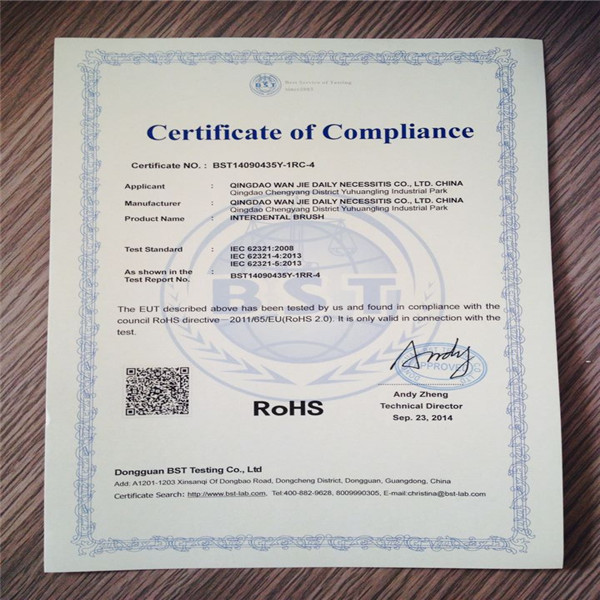 BST
Best Service of Testing
Since 2003
Certificate of Compliance
Certificate NO. : BST14090435Y-1RC-4
Applicant : QINGDAO WAN JIE DAILY NECESSITIS CO., LTD. CHINA
Qingdao Chengyang District Yuhuangling Industrial Park
Manufacturer : QINGDAO WAN JIE DAILY NECESSITIS CO., LTD. CHINA
Qingdao Chengyang District Yuhuangling Industrial Park
Product Name : INTERDENTAL BRUSH
Test Standard : IEC 62321:2008
IEC 62321-4:2013
IEC 62321-5:2013
As shown in the
Test Report No. : BST14090435Y-1RR-4
BST
The EUT described above has been tested by us and found in compliance with the
council RoHS directive – 2011/65/EU(RoHS 2.0). It is only valid in connection with the
test.
Andy
APPROVED
Andy Zheng
Technical Director
Sep. 23, 2014
RoHS
Dongguan BST Testing Co., Ltd
Add: A1201-1203 Xinsanqi Of Dongbao Road, Dongcheng District, Dongguan, Guangdong, China
Certificate Search: http://www.bst-lab.com, Tel:400-882-9628, 8009990305, E-mail:christina@bst-lab.com